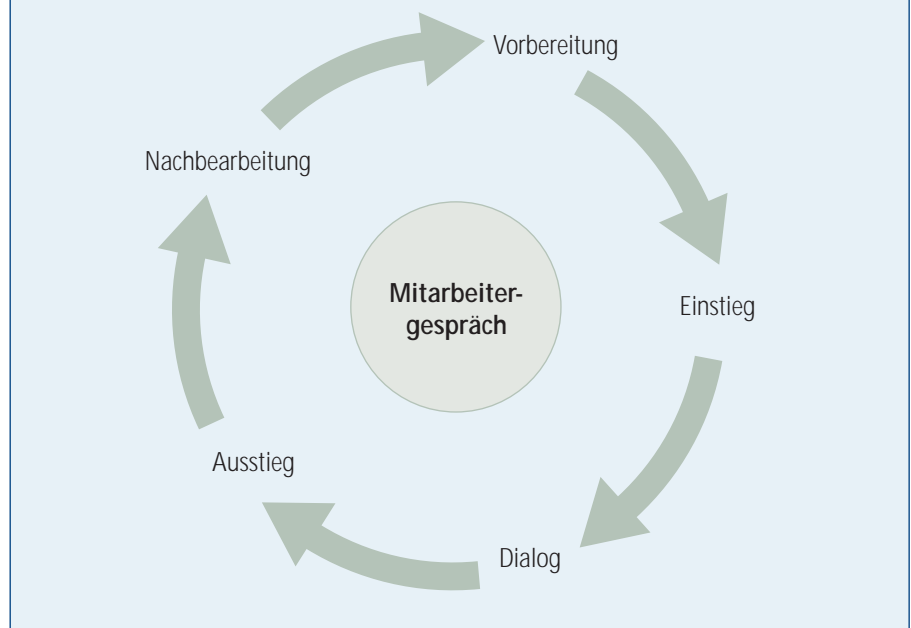 Vorbereitung
Einstieg
Dialog
Ausstieg
Nachbearbeitung
Mitarbeiter-
gespräch